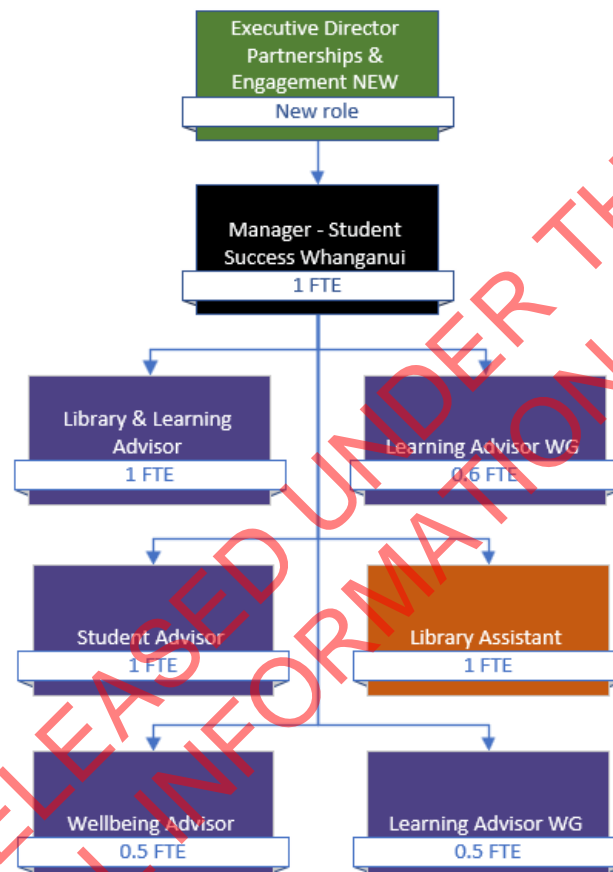 Executive Director
Partnerships &
Engagement NEW
New role
Manager - Student
Success Whanganui
1 FTE
Library & Learning
Advisor
1 FTE
Learning Advisor WG
0.6 FTE
Student Advisor
1 FTE
Library Assistant
1 FTE
Wellbeing Advisor
0.5 FTE
Learning Advisor WG
0.5 FTE
RELEASED UNDER TH
INFORMATION